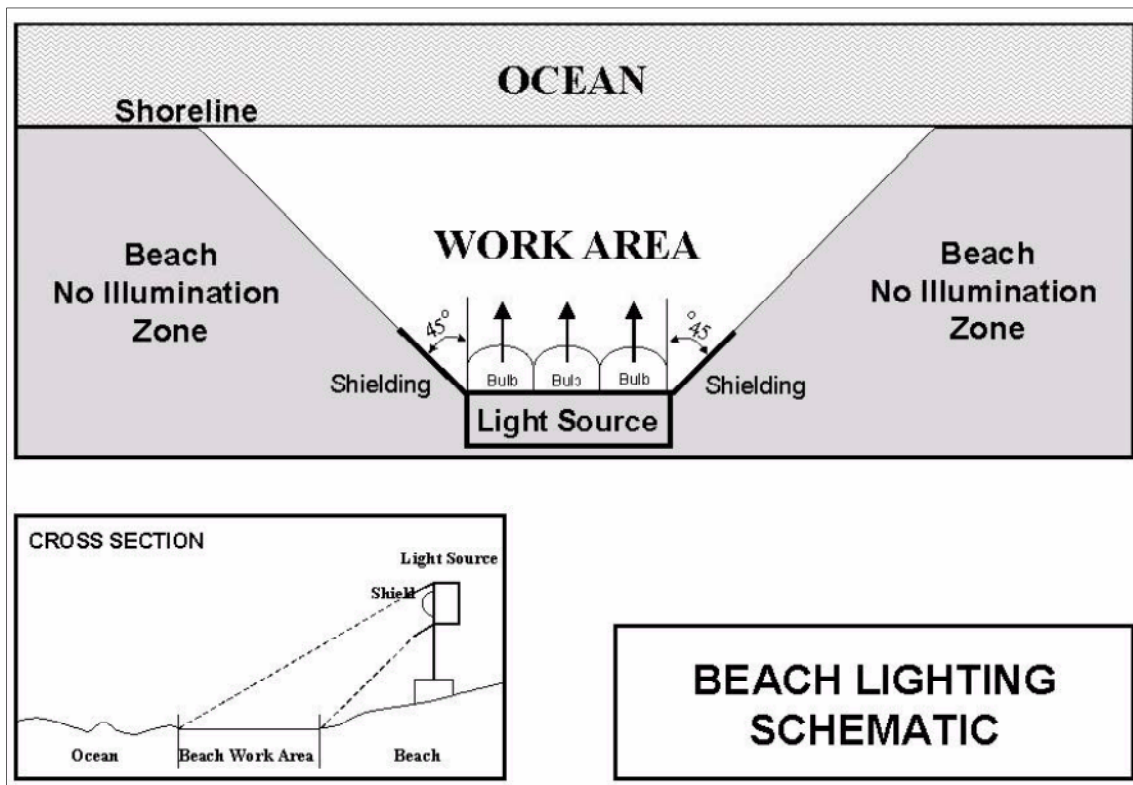 OCEAN
Shoreline
WORK AREA
Beach
No Illumination
Zone
Beach
No Illumination
Zone
45°
°45
Shielding
Bulb
Bulb
Bulb
Shielding
Light Source
CROSS SECTION
Light Source
Shield
Ocean
Beach Work Area
Beach
BEACH LIGHTING
SCHEMATIC